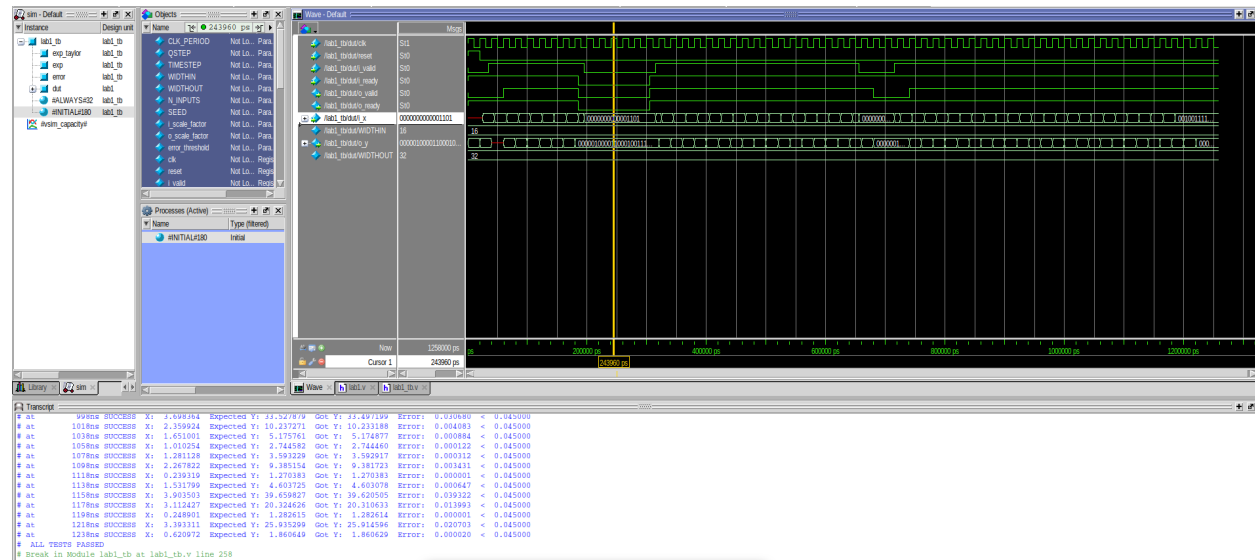 sim - Default
Instance Design unit
lab1_tb lab1_tb
exp_taylor lab1_tb
exp lab1_tb
error lab1_tb
dut lab1
#ALWAYS#32 lab1_tb
#INITIAL#180 lab1_tb
#vsim_capacity#
Library sim
Objects
Name 243960 ps
CLK_PERIOD Not Lo... Para.
QSTEP Not Lo... Para.
TIMESTEP Not Lo... Para.
WIDTHIN Not Lo... Para.
WIDTHOUT Not Lo... Para.
N_INPUTS Not Lo... Para.
SEED Not Lo... Para.
i_scale_factor Not Lo... Para.
o_scale_factor Not Lo... Para.
error_threshold Not Lo... Para.
clk Not Lo... Regis
reset Not Lo... Regis
i_valid Not Lo... Regis
Processes (Active)
Name Type (filtered)
#INITIAL#180 Initial
Wave - Default
Msgs
/lab1_tb/dut/clk St1
/lab1_tb/dut/reset St0
/lab1_tb/dut/i_valid St0
/lab1_tb/dut/i_ready St0
/lab1_tb/dut/o_valid St0
/lab1_tb/dut/o_ready St0
/lab1_tb/dut/i_x 0000000000001101 0000000...
/lab1_tb/dut/WIDTHIN 16 16
/lab1_tb/dut/o_y 00000100001100010... 0000001... 000...
/lab1_tb/dut/WIDTHOUT 32 32
Now 1258000 ps 200000 ps 400000 ps 600000 ps 800000 ps 1000000 ps 1200000 ps
Cursor 1 243960 ps 243960 ps
Wave lab1.v lab1_tb.v
Transcript
# at 998ns SUCCESS X: 3.698364 Expected Y: 33.527879 Got Y: 33.497199 Error: 0.030680 < 0.045000
# at 1018ns SUCCESS X: 2.359924 Expected Y: 10.237271 Got Y: 10.233188 Error: 0.004083 < 0.045000
# at 1038ns SUCCESS X: 1.651001 Expected Y: 5.175761 Got Y: 5.174877 Error: 0.000884 < 0.045000
# at 1058ns SUCCESS X: 1.010254 Expected Y: 2.744582 Got Y: 2.744460 Error: 0.000122 < 0.045000
# at 1078ns SUCCESS X: 1.281128 Expected Y: 3.593229 Got Y: 3.592917 Error: 0.000312 < 0.045000
# at 1098ns SUCCESS X: 2.267822 Expected Y: 9.385154 Got Y: 9.381723 Error: 0.003431 < 0.045000
# at 1118ns SUCCESS X: 0.239319 Expected Y: 1.270383 Got Y: 1.270383 Error: 0.000001 < 0.045000
# at 1138ns SUCCESS X: 1.531799 Expected Y: 4.603725 Got Y: 4.603078 Error: 0.000647 < 0.045000
# at 1158ns SUCCESS X: 3.903503 Expected Y: 39.659827 Got Y: 39.620505 Error: 0.039322 < 0.045000
# at 1178ns SUCCESS X: 3.112427 Expected Y: 20.324626 Got Y: 20.310633 Error: 0.013993 < 0.045000
# at 1198ns SUCCESS X: 0.248901 Expected Y: 1.282615 Got Y: 1.282614 Error: 0.000001 < 0.045000
# at 1218ns SUCCESS X: 3.393311 Expected Y: 25.935299 Got Y: 25.914596 Error: 0.020703 < 0.045000
# at 1238ns SUCCESS X: 0.620972 Expected Y: 1.860649 Got Y: 1.860629 Error: 0.000020 < 0.045000
# ALL TESTS PASSED
# Break in Module lab1_tb at lab1_tb.v line 258